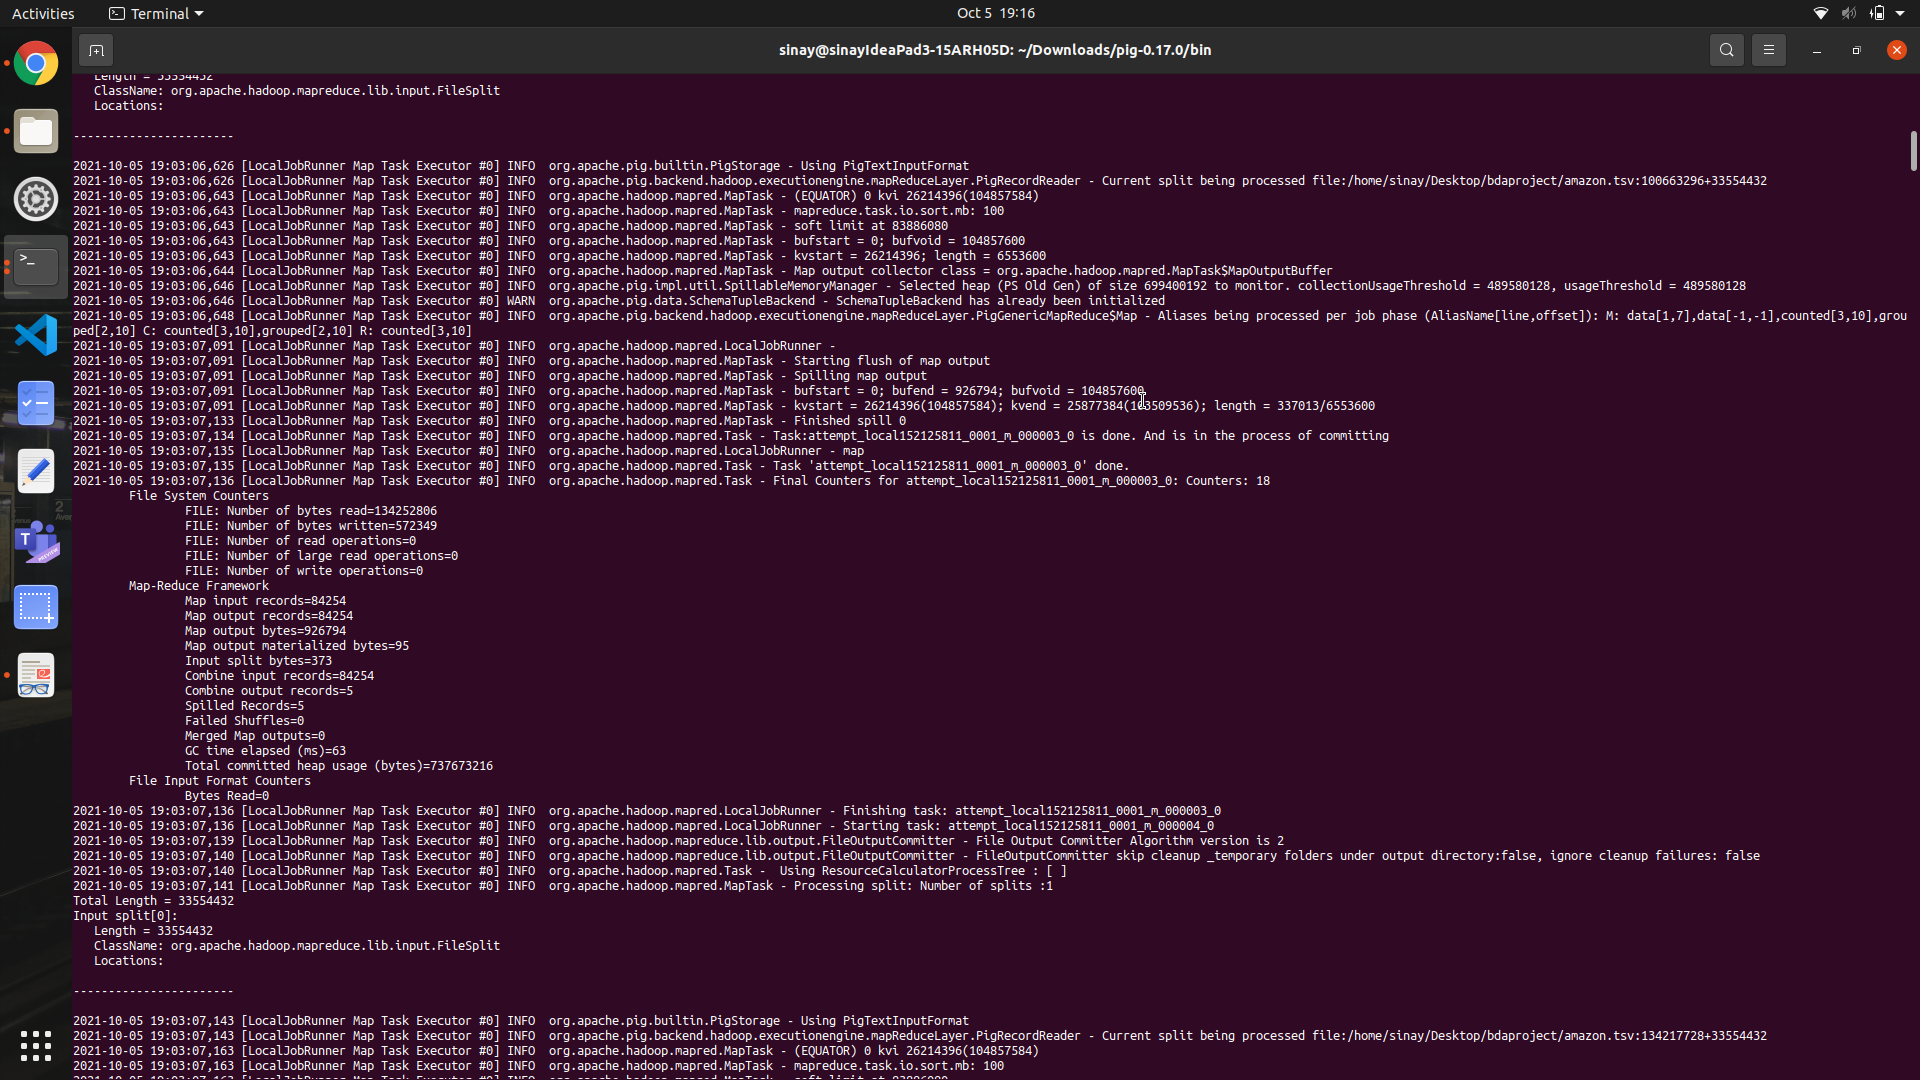 Activities
Terminal
Oct 5 19:16
sinay@sinayIdeaPad3-15ARH05D: ~/Downloads/pig-0.17.0/bin
Length = 33554432
ClassName: org.apache.hadoop.mapreduce.lib.input.FileSplit
Locations:
-----------------------
2021-10-05 19:03:06,626 [LocalJobRunner Map Task Executor #0] INFO  org.apache.pig.builtin.PigStorage - Using PigTextInputFormat
2021-10-05 19:03:06,626 [LocalJobRunner Map Task Executor #0] INFO  org.apache.pig.backend.hadoop.executionengine.mapReduceLayer.PigRecordReader - Current split being processed file:/home/sinay/Desktop/bdaproject/amazon.tsv:100663296+33554432
2021-10-05 19:03:06,643 [LocalJobRunner Map Task Executor #0] INFO  org.apache.hadoop.mapred.MapTask - (EQUATOR) 0 kvi 26214396(104857584)
2021-10-05 19:03:06,643 [LocalJobRunner Map Task Executor #0] INFO  org.apache.hadoop.mapred.MapTask - mapreduce.task.io.sort.mb: 100
2021-10-05 19:03:06,643 [LocalJobRunner Map Task Executor #0] INFO  org.apache.hadoop.mapred.MapTask - soft limit at 83886080
2021-10-05 19:03:06,643 [LocalJobRunner Map Task Executor #0] INFO  org.apache.hadoop.mapred.MapTask - bufstart = 0; bufvoid = 104857600
2021-10-05 19:03:06,643 [LocalJobRunner Map Task Executor #0] INFO  org.apache.hadoop.mapred.MapTask - kvstart = 26214396; length = 6553600
2021-10-05 19:03:06,644 [LocalJobRunner Map Task Executor #0] INFO  org.apache.hadoop.mapred.MapTask - Map output collector class = org.apache.hadoop.mapred.MapTask$MapOutputBuffer
2021-10-05 19:03:06,646 [LocalJobRunner Map Task Executor #0] INFO  org.apache.pig.impl.util.SpillableMemoryManager - Selected heap (PS Old Gen) of size 699400192 to monitor. collectionUsageThreshold = 489580128, usageThreshold = 489580128
2021-10-05 19:03:06,646 [LocalJobRunner Map Task Executor #0] WARN  org.apache.pig.data.SchemaTupleBackend - SchemaTupleBackend has already been initialized
2021-10-05 19:03:06,648 [LocalJobRunner Map Task Executor #0] INFO  org.apache.pig.backend.hadoop.executionengine.mapReduceLayer.PigGenericMapReduce$Map - Aliases being processed per job phase (AliasName[line,offset]): M: data[1,7],data[-1,-1],counted[3,10],grou
ped[2,10] C: counted[3,10],grouped[2,10] R: counted[3,10]
2021-10-05 19:03:07,091 [LocalJobRunner Map Task Executor #0] INFO  org.apache.hadoop.mapred.LocalJobRunner -
2021-10-05 19:03:07,091 [LocalJobRunner Map Task Executor #0] INFO  org.apache.hadoop.mapred.MapTask - Starting flush of map output
2021-10-05 19:03:07,091 [LocalJobRunner Map Task Executor #0] INFO  org.apache.hadoop.mapred.MapTask - Spilling map output
2021-10-05 19:03:07,091 [LocalJobRunner Map Task Executor #0] INFO  org.apache.hadoop.mapred.MapTask - bufstart = 0; bufend = 926794; bufvoid = 104857600
2021-10-05 19:03:07,091 [LocalJobRunner Map Task Executor #0] INFO  org.apache.hadoop.mapred.MapTask - kvstart = 26214396(104857584); kvend = 25877384(103509536); length = 337013/6553600
2021-10-05 19:03:07,133 [LocalJobRunner Map Task Executor #0] INFO  org.apache.hadoop.mapred.MapTask - Finished spill 0
2021-10-05 19:03:07,134 [LocalJobRunner Map Task Executor #0] INFO  org.apache.hadoop.mapred.Task - Task:attempt_local152125811_0001_m_000003_0 is done. And is in the process of committing
2021-10-05 19:03:07,135 [LocalJobRunner Map Task Executor #0] INFO  org.apache.hadoop.mapred.LocalJobRunner - map
2021-10-05 19:03:07,135 [LocalJobRunner Map Task Executor #0] INFO  org.apache.hadoop.mapred.Task - Task 'attempt_local152125811_0001_m_000003_0' done.
2021-10-05 19:03:07,136 [LocalJobRunner Map Task Executor #0] INFO  org.apache.hadoop.mapred.Task - Final Counters for attempt_local152125811_0001_m_000003_0: Counters: 18
File System Counters
FILE: Number of bytes read=134252806
FILE: Number of bytes written=572349
FILE: Number of read operations=0
FILE: Number of large read operations=0
FILE: Number of write operations=0
Map-Reduce Framework
Map input records=84254
Map output records=84254
Map output bytes=926794
Map output materialized bytes=95
Input split bytes=373
Combine input records=84254
Combine output records=5
Spilled Records=5
Failed Shuffles=0
Merged Map outputs=0
GC time elapsed (ms)=63
Total committed heap usage (bytes)=737673216
File Input Format Counters
Bytes Read=0
2021-10-05 19:03:07,136 [LocalJobRunner Map Task Executor #0] INFO  org.apache.hadoop.mapred.LocalJobRunner - Finishing task: attempt_local152125811_0001_m_000003_0
2021-10-05 19:03:07,136 [LocalJobRunner Map Task Executor #0] INFO  org.apache.hadoop.mapred.LocalJobRunner - Starting task: attempt_local152125811_0001_m_000004_0
2021-10-05 19:03:07,139 [LocalJobRunner Map Task Executor #0] INFO  org.apache.hadoop.mapreduce.lib.output.FileOutputCommitter - File Output Committer Algorithm version is 2
2021-10-05 19:03:07,140 [LocalJobRunner Map Task Executor #0] INFO  org.apache.hadoop.mapreduce.lib.output.FileOutputCommitter - FileOutputCommitter skip cleanup _temporary folders under output directory:false, ignore cleanup failures: false
2021-10-05 19:03:07,140 [LocalJobRunner Map Task Executor #0] INFO  org.apache.hadoop.mapred.Task -  Using ResourceCalculatorProcessTree : [ ]
2021-10-05 19:03:07,141 [LocalJobRunner Map Task Executor #0] INFO  org.apache.hadoop.mapred.MapTask - Processing split: Number of splits :1
Total Length = 33554432
Input split[0]:
Length = 33554432
ClassName: org.apache.hadoop.mapreduce.lib.input.FileSplit
Locations:
-----------------------
2021-10-05 19:03:07,143 [LocalJobRunner Map Task Executor #0] INFO  org.apache.pig.builtin.PigStorage - Using PigTextInputFormat
2021-10-05 19:03:07,143 [LocalJobRunner Map Task Executor #0] INFO  org.apache.pig.backend.hadoop.executionengine.mapReduceLayer.PigRecordReader - Current split being processed file:/home/sinay/Desktop/bdaproject/amazon.tsv:134217728+33554432
2021-10-05 19:03:07,163 [LocalJobRunner Map Task Executor #0] INFO  org.apache.hadoop.mapred.MapTask - (EQUATOR) 0 kvi 26214396(104857584)
2021-10-05 19:03:07,163 [LocalJobRunner Map Task Executor #0] INFO  org.apache.hadoop.mapred.MapTask - mapreduce.task.io.sort.mb: 100